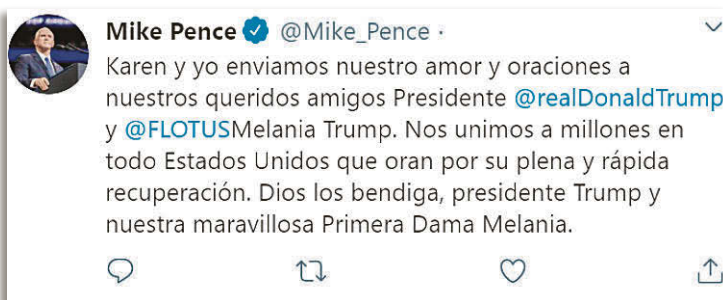 Mike Pence @Mike_Pence ·
Karen y yo enviamos nuestro amor y oraciones a
nuestros queridos amigos Presidente @realDonaldTrump
y @FLOTUSMelania Trump. Nos unimos a millones en
todo Estados Unidos que oran por su plena y rápida
recuperación. Dios los bendiga, presidente Trump y
nuestra maravillosa Primera Dama Melania.